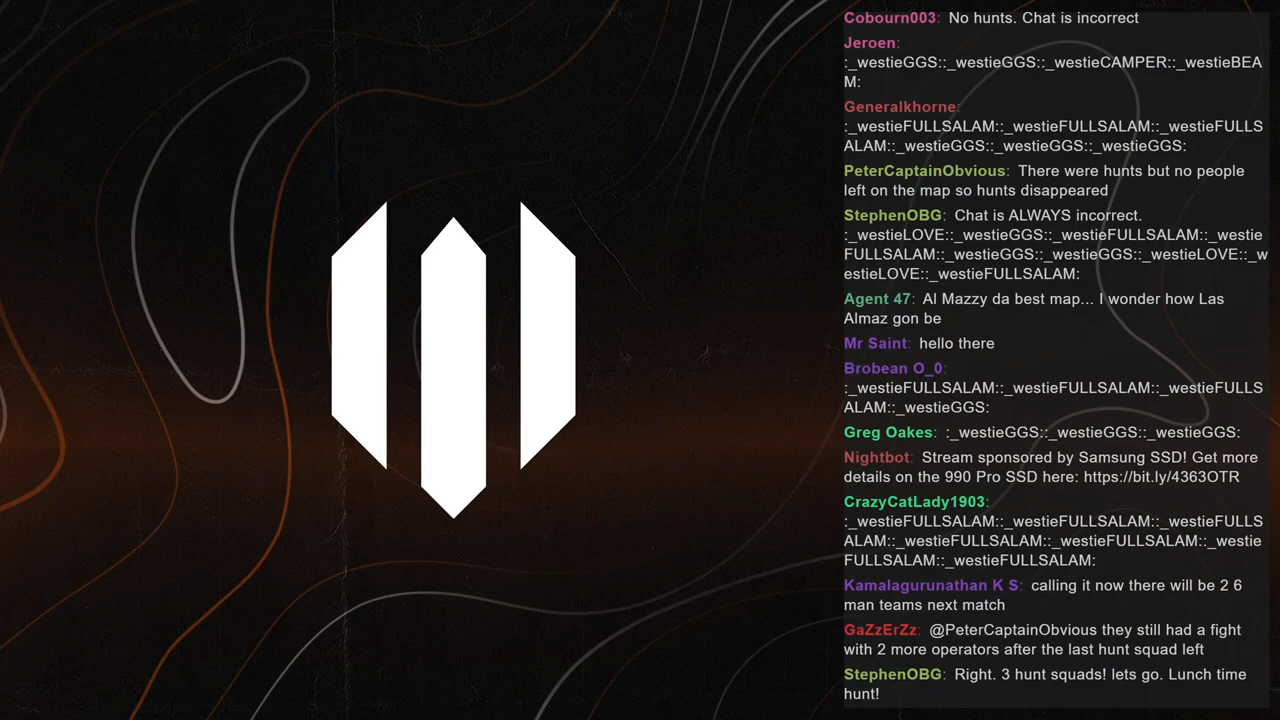 Cobourn003: No hunts. Chat is incorrect
Jeroen:
:_westieGGS::_westieGGS::_westieCAMPER::_westieBEA
M:
Generalkhorne:
:_westieFULLSALAM::_westieFULLSALAM::_westieFULLS
ALAM::_westieGGS::_westieGGS::_westieGGS:
PeterCaptainObvious: There were hunts but no people
left on the map so hunts disappeared
StephenOBG: Chat is ALWAYS incorrect.
:_westieLOVE::_westieGGS::_westieFULLSALAM::_westie
FULLSALAM::_westieGGS::_westieGGS::_westieLOVE::_w
estieLOVE::_westieFULLSALAM:
Agent 47: Al Mazzy da best map... I wonder how Las
Almaz gon be
Mr Saint: hello there
Brobean O_0:
:_westieFULLSALAM::_westieFULLSALAM::_westieFULLS
ALAM::_westieGGS:
Greg Oakes: :_westieGGS::_westieGGS::_westieGGS:
Nightbot: Stream sponsored by Samsung SSD! Get more
details on the 990 Pro SSD here: https://bit.ly/4363OTR
CrazyCatLady1903:
:_westieFULLSALAM::_westieFULLSALAM::_westieFULLS
ALAM::_westieFULLSALAM::_westieFULLSALAM::_westie
FULLSALAM::_westieFULLSALAM:
Kamalagurunathan K S: calling it now there will be 2 6
man teams next match
GaZzErZz: @PeterCaptainObvious they still had a fight
with 2 more operators after the last hunt squad left
StephenOBG: Right. 3 hunt squads! lets go. Lunch time
hunt!